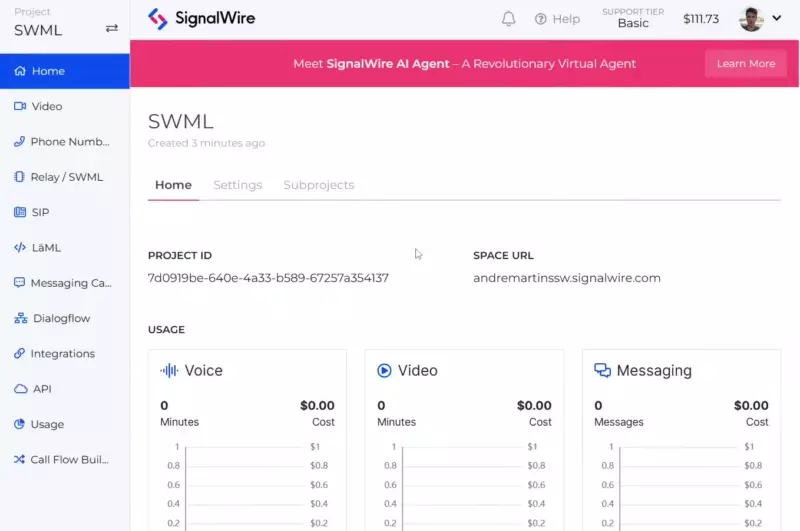 Project
SWML
SignalWire
Help
SUPPORT TIER
Basic
$111.73
Home
Video
Phone Numb...
Relay / SWML
SIP
LāML
Messaging Ca...
Dialogflow
Integrations
API
Usage
Call Flow Buil...
Meet SignalWire AI Agent – A Revolutionary Virtual Agent
Learn More
SWML
Created 3 minutes ago
Home Settings Subprojects
PROJECT ID
7d0919be-640e-4a33-b589-67257a354137
SPACE URL
andremartinssw.signalwire.com
USAGE
Voice
0 $0.00
Minutes Cost
1 $1
0.8 $0.8
0.6 $0.6
0.4 $0.4
0.2 $0.2
Video
0 $0.00
Minutes Cost
1 $1
0.8 $0.8
0.6 $0.6
0.4 $0.4
0.2 $0.2
Messaging
0 $0.00
Messages Cost
1 $1
0.8 $0.8
0.6 $0.6
0.4 $0.4
0.2 $0.2